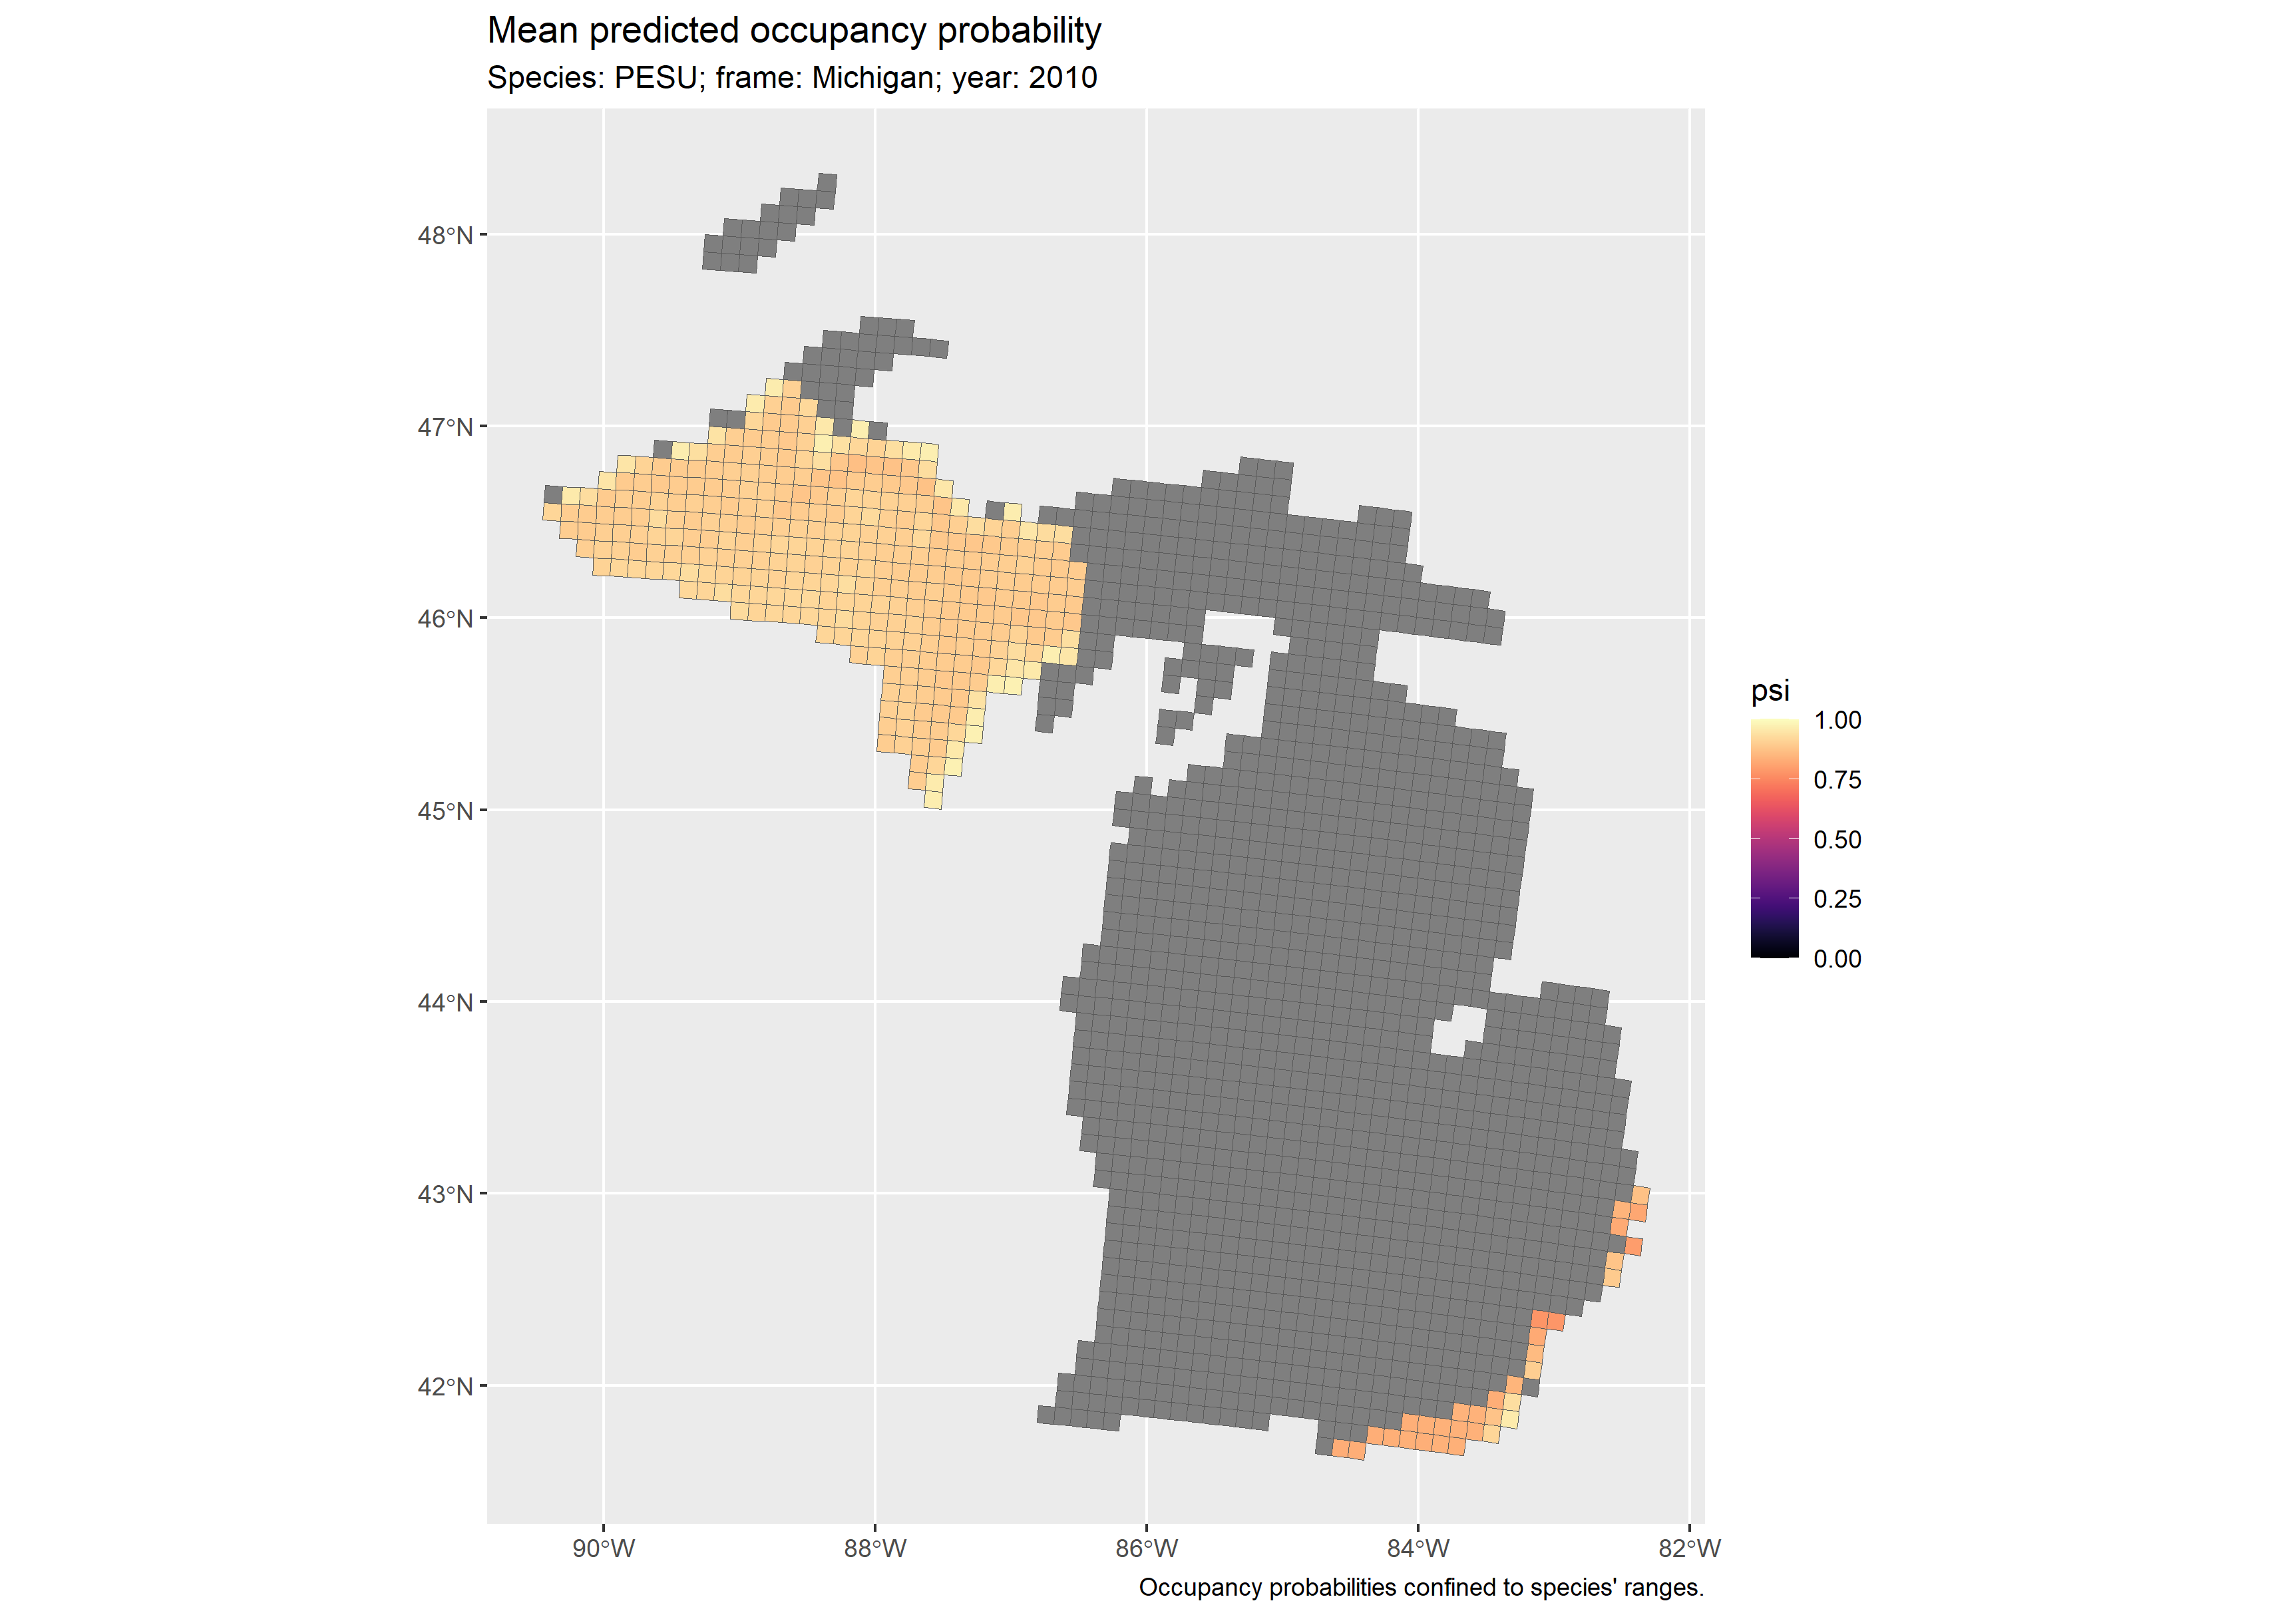 Mean predicted occupancy probability
Species: PESU; frame: Michigan; year: 2010
48°N
47°N
46°N
45°N
44°N
43°N
42°N
90°W
88°W
86°W
84°W
82°W
psi
1.00
0.75
0.50
0.25
0.00
Occupancy probabilities confined to species' ranges.